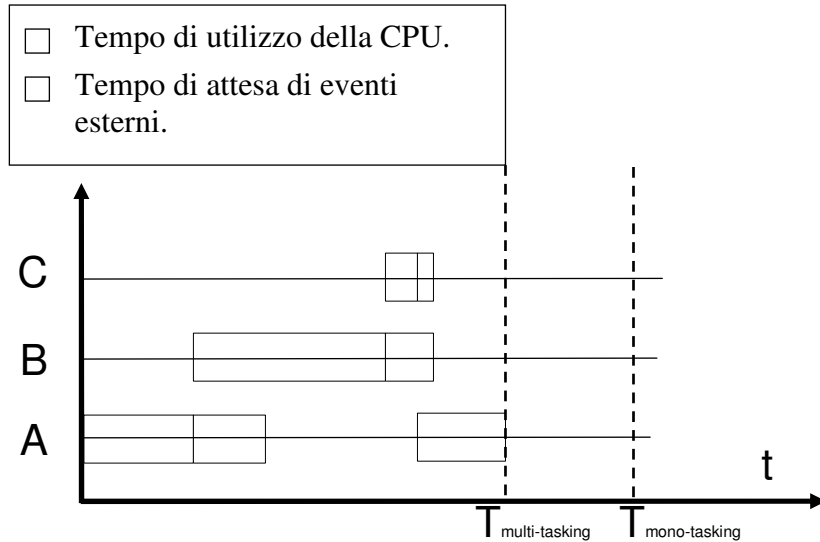 Tempo di utilizzo della CPU.
Tempo di attesa di eventi
esterni.
C
B
A
t
T multi-tasking
T mono-tasking